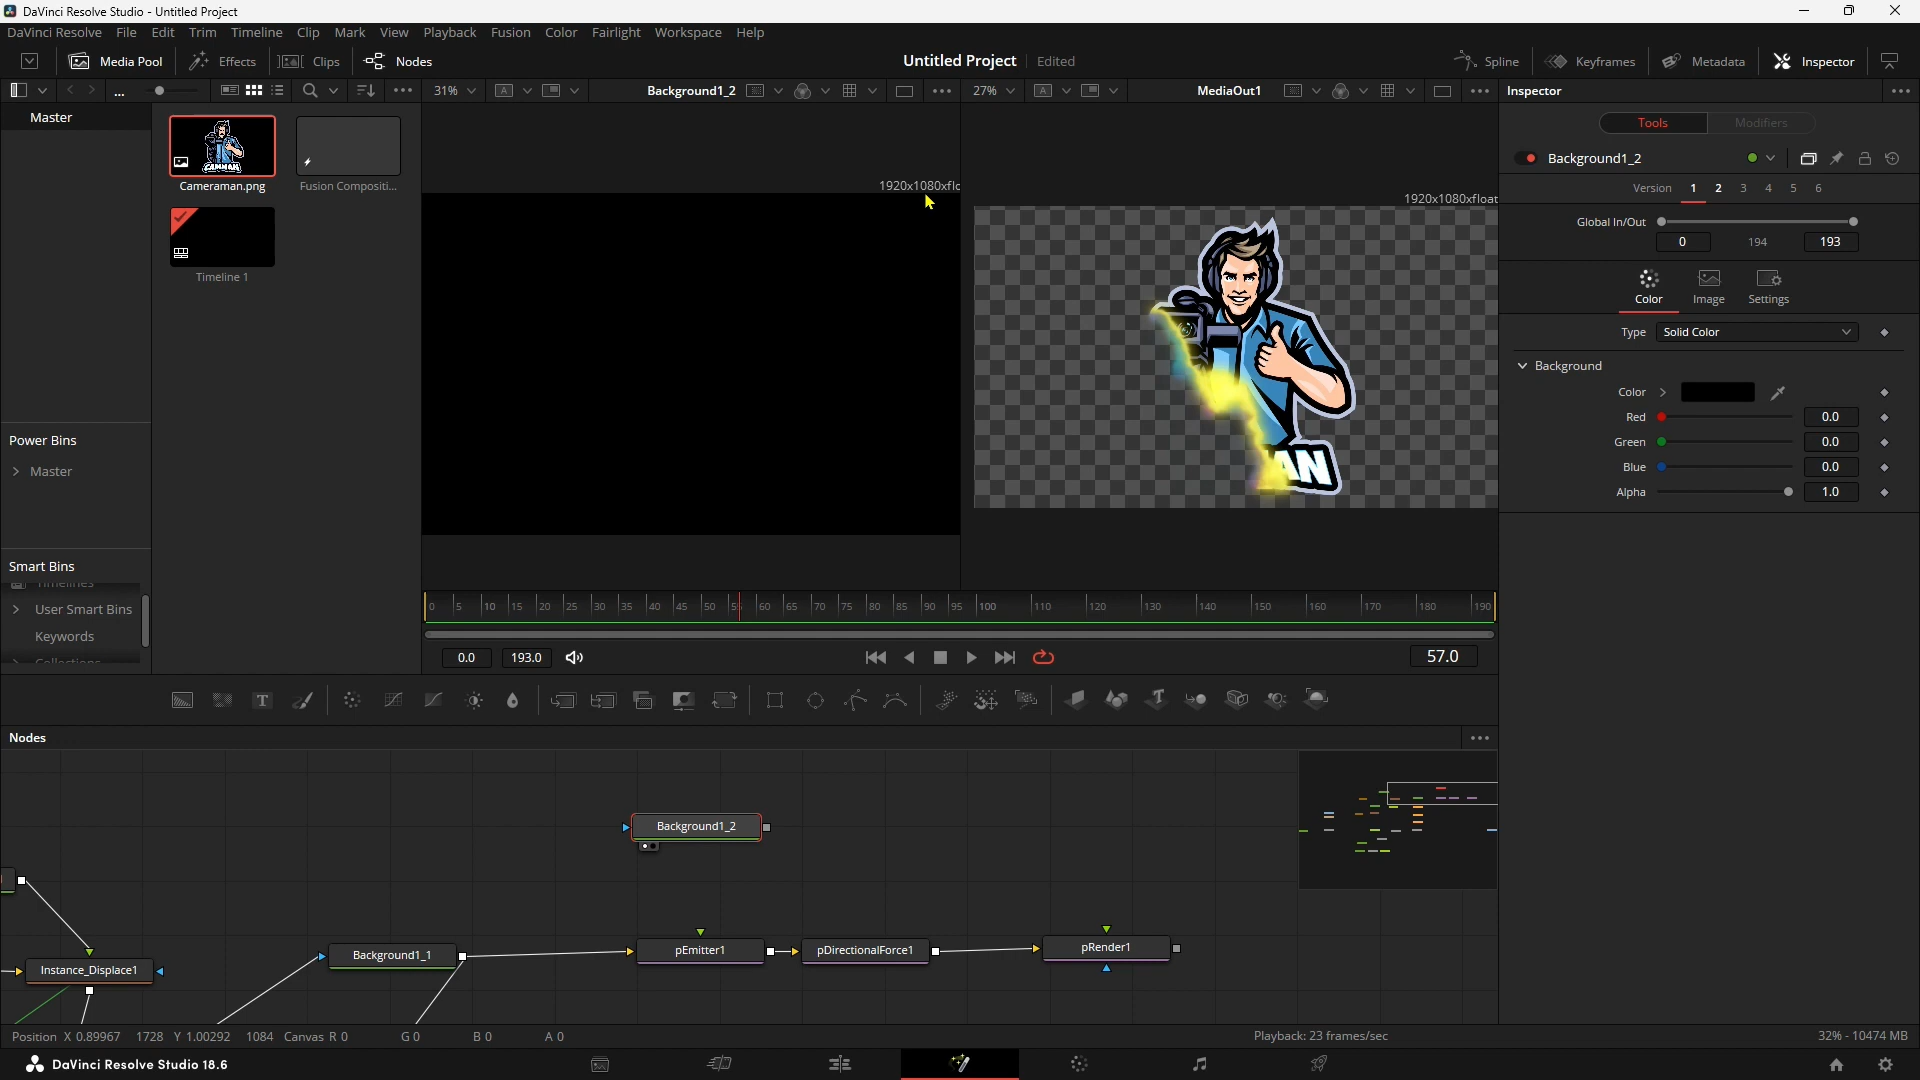 DaVinci Resolve Studio - Untitled Project
DaVinci Resolve File Edit Trim Timeline Clip Mark View Playback Fusion Color Fairlight Workspace Help
Media Pool Effects Clips Nodes Untitled Project Edited Spline Keyframes Metadata Inspector
... 31% A Background1_2 27% A MediaOut1 Inspector
Master
CAMMAN
Cameraman.png
Fusion Compositi...
Timeline 1
Power Bins
Master
Smart Bins
Timelines
User Smart Bins
Keywords
Collections
1920x1080xflo
1920x1080xfloat
AN
Tools Modifiers
Background1_2
Version 1 2 3 4 5 6
Global In/Out
0 194 193
Color Image Settings
Type Solid Color
Background
Color
Red 0.0
Green 0.0
Blue 0.0
Alpha 1.0
0 5 10 15 20 25 30 35 40 45 50 5 60 65 70 75 80 85 90 95 100 110 120 130 140 150 160 170 180 190
0.0 193.0 57.0
T T
Nodes
Background1_2
Instance_Displace1
Background1_1
pEmitter1
pDirectionalForce1
pRender1
Position X 0.89967 1728 Y 1.00292 1084 Canvas R 0 G 0 B 0 A 0 Playback: 23 frames/sec 32% - 10474 MB
DaVinci Resolve Studio 18.6